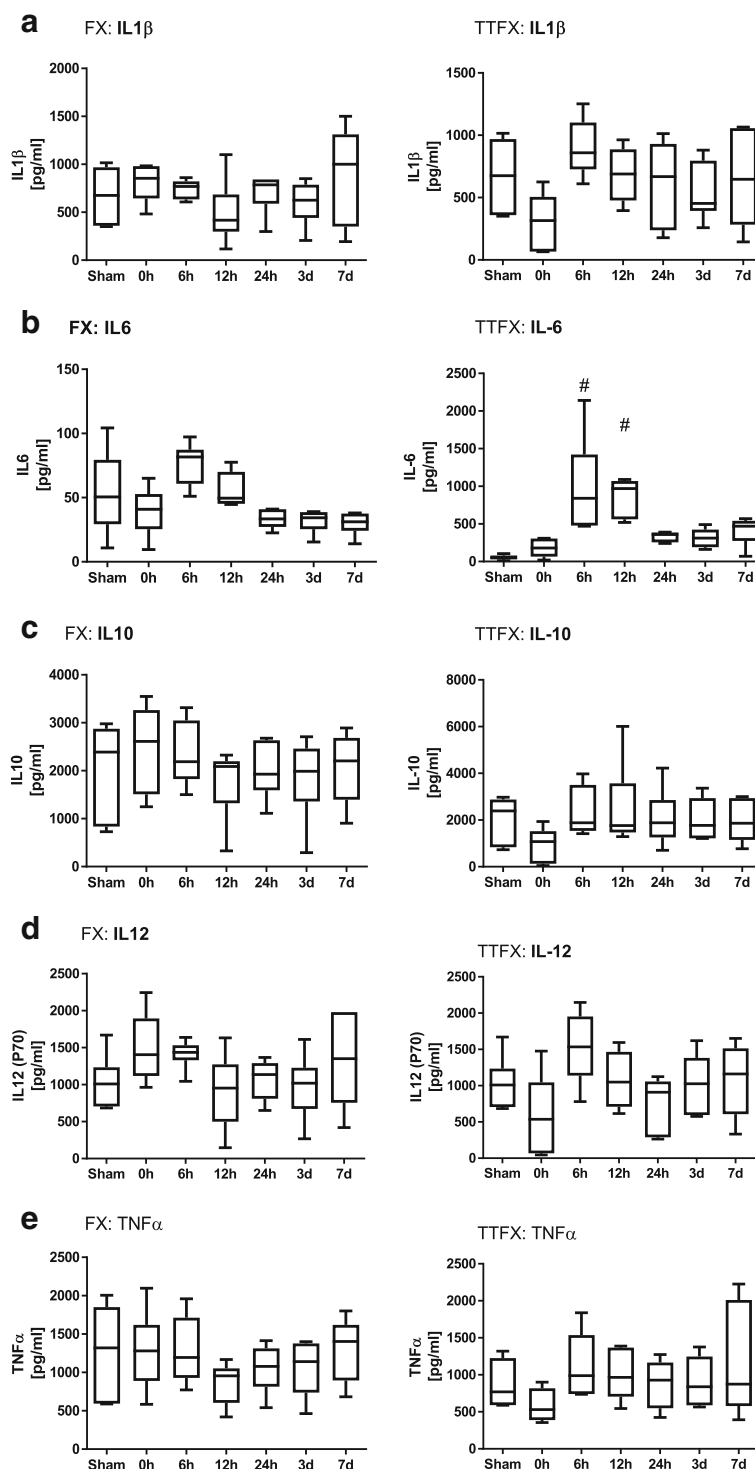 a
FX: IL1β
TTFX: IL1β
2000
1500
1000
500
0
IL1β
[pg/ml]
Sham 0h 6h 12h 24h 3d 7d
1500
1000
500
0
IL1β
[pg/ml]
Sham 0h 6h 12h 24h 3d 7d
b
FX: IL6
TTFX: IL-6
150
100
50
0
IL6
[pg/ml]
Sham 0h 6h 12h 24h 3d 7d
2500
2000
1500
1000
500
0
IL-6
[pg/ml]
#
#
Sham 0h 6h 12h 24h 3d 7d
c
FX: IL10
TTFX: IL-10
4000
3000
2000
1000
0
IL10
[pg/ml]
Sham 0h 6h 12h 24h 3d 7d
8000
6000
4000
2000
0
IL-10
[pg/ml]
Sham 0h 6h 12h 24h 3d 7d
d
FX: IL12
TTFX: IL-12
2500
2000
1500
1000
500
0
IL12 (P70)
[pg/ml]
Sham 0h 6h 12h 24h 3d 7d
2500
2000
1500
1000
500
0
IL12 (P70)
[pg/ml]
Sham 0h 6h 12h 24h 3d 7d
e
FX: TNFα
TTFX: TNFα
2500
2000
1500
1000
500
0
TNFα
[pg/ml]
Sham 0h 6h 12h 24h 3d 7d
2500
2000
1500
1000
500
0
TNFα
[pg/ml]
Sham 0h 6h 12h 24h 3d 7d